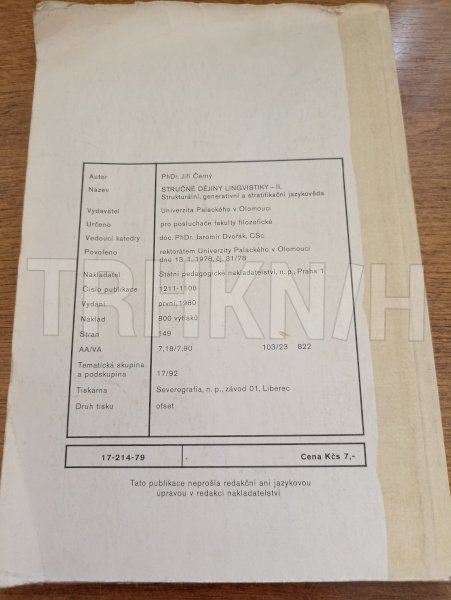 Autor PhDr. Jiří Černý
Název STRUČNÉ DĚJINY LINGVISTIKY – II.
Strukturální, generativní a stratifikační jazykověda
Vydavatel Univerzita Palackého v Olomouci
Určeno pro posluchače fakulty filozofické
Vedoucí katedry doc. PhDr. Jaromír Dvořák, CSc.
Povoleno rektorátem Univerzity Palackého v Olomouci
dne 13. 1. 1978, čj. 31/78
Nakladatel Státní pedagogické nakladatelství, n. p., Praha 1
Číslo publikace 1211-1108
Vydání první, 1980
Náklad 800 výtisků
Stran 149
AA/VA 7,18/7,90 103/23 822
Tematická skupina
a podskupina 17/92
Tiskárna Severografia, n. p., závod 01, Liberec
Druh tisku ofset
17-214-79 Cena Kčs 7,-
Tato publikace neprošla redakční ani jazykovou
úpravou v redakci nakladatelství